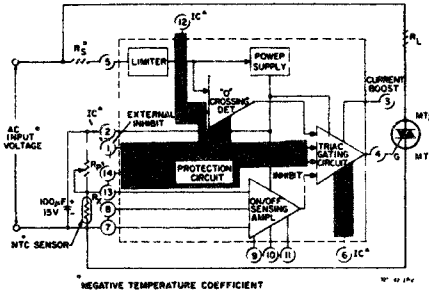 12 IC▲
RS*
5
LIMITER
POWER SUPPLY
RL
"0" CROSSING DET.
CURRENT BOOST
3
AC INPUT VOLTAGE
IC▲
EXTERNAL INHIBIT
2
1
MT2
TRIAC GATING CIRCUIT
4
G
MT
PROTECTION CIRCUIT
14
INHIBIT
RP
13
100μF
15V
RX
8
ON/OFF SENSING AMPL
7
*NTC SENSOR
9
10
11
6
IC▲
*NEGATIVE TEMPERATURE COEFFICIENT